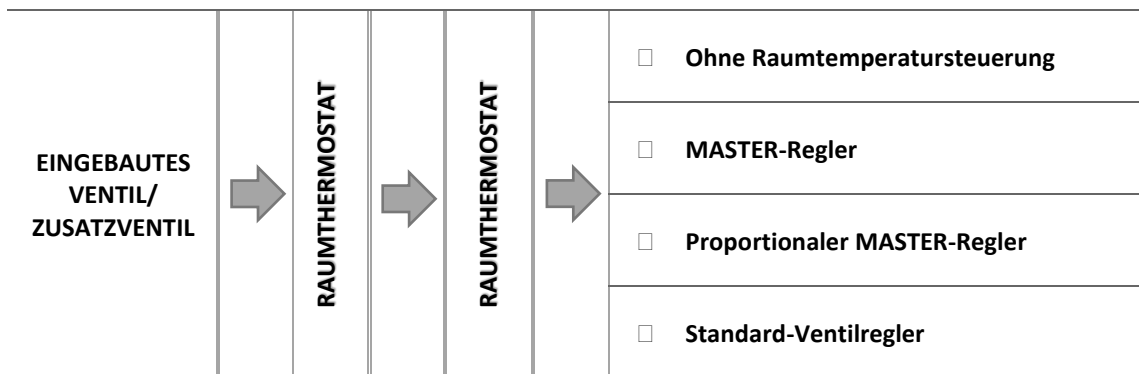 EINGEBAUTES
VENTIL/
ZUSATZVENTIL
RAUMTHERMOSTAT
RAUMTHERMOSTAT
☐ Ohne Raumtemperatursteuerung
☐ MASTER-Regler
☐ Proportionaler MASTER-Regler
☐ Standard-Ventilregler